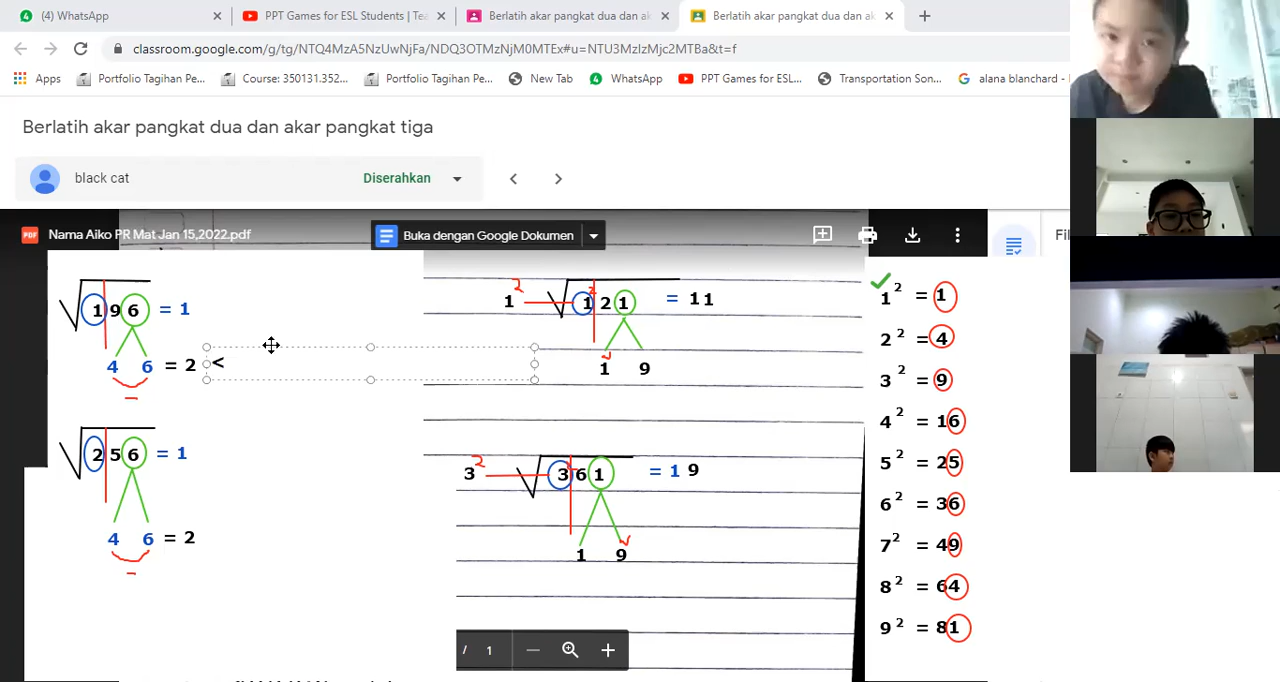 (4) WhatsApp
PPT Games for ESL Students | Tea
Berlatih akar pangkat dua dan ak
Berlatih akar pangkat dua dan ak
classroom.google.com/g/tg/NTQ4MzA5NzUwNjFa/NDQ3OTMzNjM0MTEx#u=NTU3MzIzMjc2MTBa&t=f
Apps
Portfolio Tagihan Pe...
Course: 350131.352...
Portfolio Tagihan Pe...
New Tab
WhatsApp
PPT Games for ESL...
Transportation Son...
alana blanchard -
Berlatih akar pangkat dua dan akar pangkat tiga
black cat
Diserahkan
Nama Aiko PR Mat Jan 15,2022.pdf
Buka dengan Google Dokumen
√196 = 1
4 6 = 2 <
–
√256 = 1
4 6 = 2
–
1² √121 = 11
2
1 9
3² √361 = 19
1 9
/ 1
1² = 1
2² = 4
3² = 9
4² = 16
5² = 25
6² = 36
7² = 49
8² = 64
9² = 81